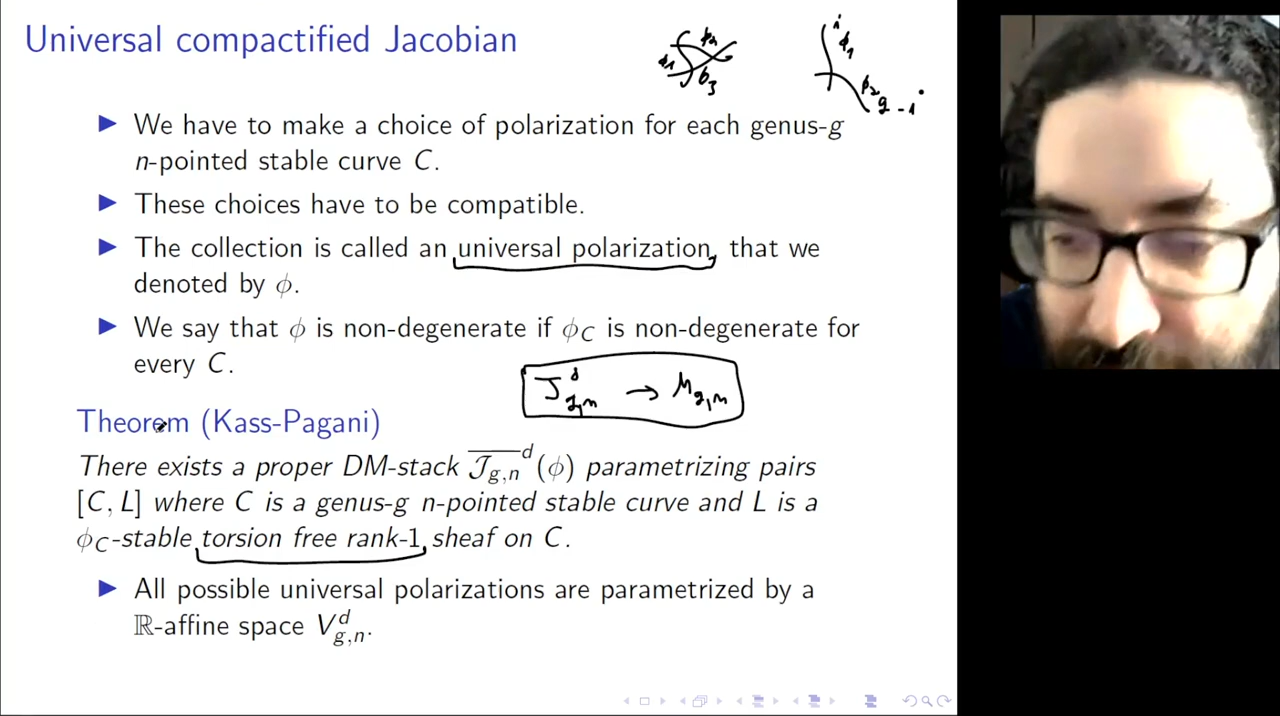 Universal compactified Jacobian
▶ We have to make a choice of polarization for each genus-g
n-pointed stable curve C.
▶ These choices have to be compatible.
▶ The collection is called an universal polarization, that we
denoted by ϕ.
▶ We say that ϕ is non-degenerate if ϕ_C is non-degenerate for
every C.
J^d_{g,n} → M_{g,n}
Theorem (Kass-Pagani)
There exists a proper DM-stack \overline{J_{g,n}}^d(ϕ) parametrizing pairs
[C, L] where C is a genus-g n-pointed stable curve and L is a
ϕ_C-stable torsion free rank-1 sheaf on C.
▶ All possible universal polarizations are parametrized by a
ℝ-affine space V^d_{g,n}.